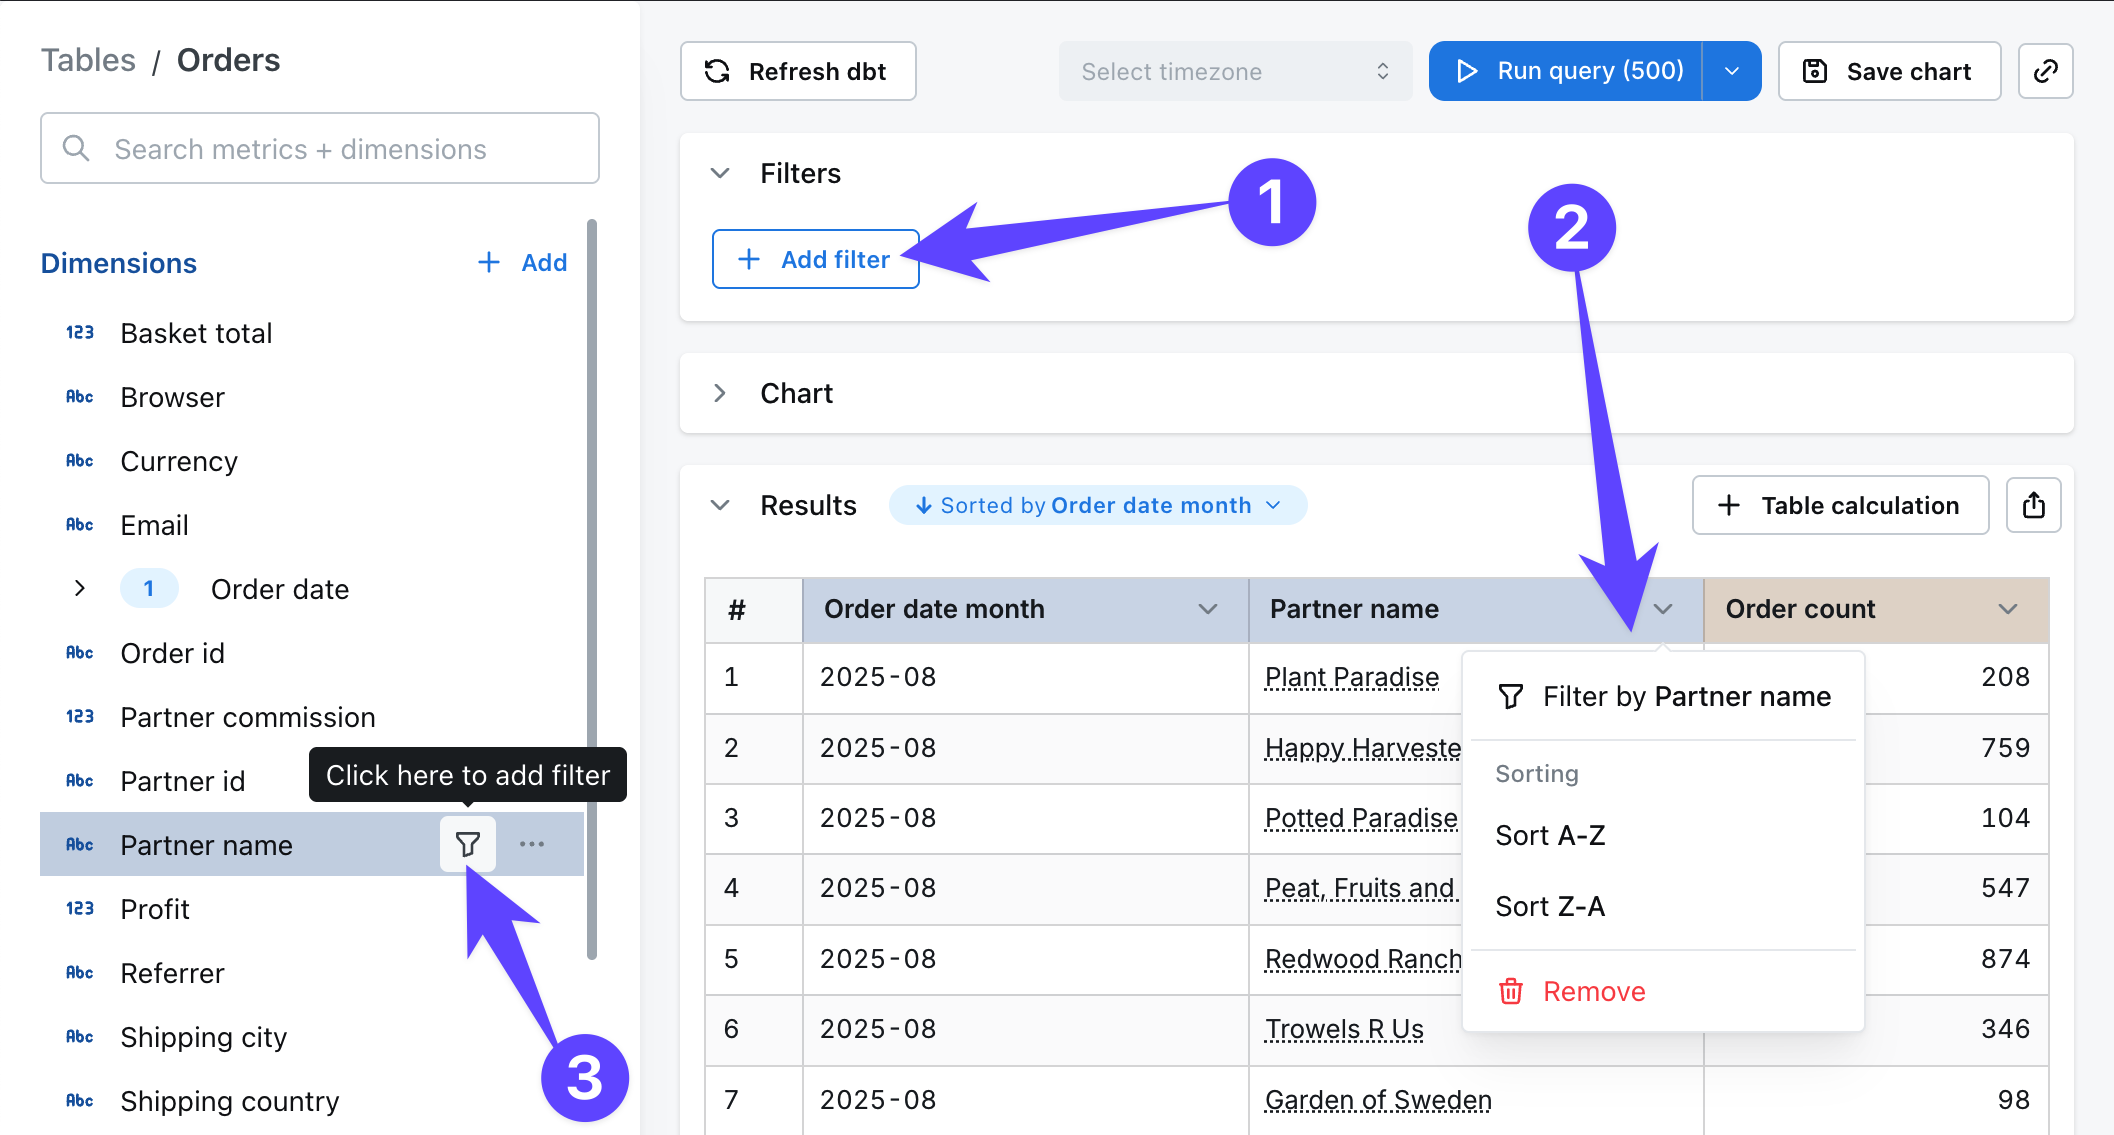 Tables / Orders
Search metrics + dimensions
Dimensions
+ Add
123 Basket total
Abc Browser
Abc Currency
Abc Email
1 Order date
Abc Order id
123 Partner commission
Abc Partner id
Click here to add filter
Abc Partner name
123 Profit
Abc Referrer
Abc Shipping city
Abc Shipping country
3
Refresh dbt
Select timezone
Run query (500)
Save chart
Filters
+ Add filter
1
2
Chart
Results
Sorted by Order date month
+ Table calculation
# Order date month Partner name Order count
1 2025-08 Plant Paradise 208
2 2025-08 Happy Harveste 759
3 2025-08 Potted Paradise 104
4 2025-08 Peat, Fruits and 547
5 2025-08 Redwood Ranch 874
6 2025-08 Trowels R Us 346
7 2025-08 Garden of Sweden 98
Filter by Partner name
Sorting
Sort A-Z
Sort Z-A
Remove